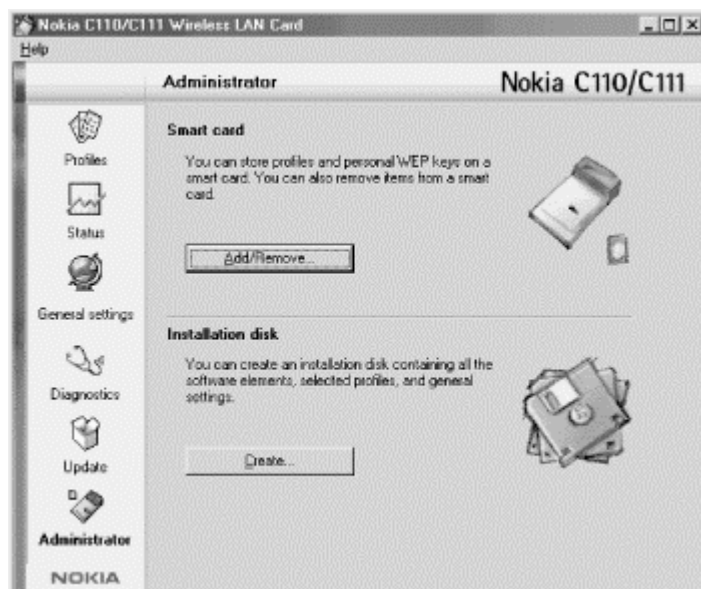 Nokia C110/C111 Wireless LAN Card
Help
Administrator
Nokia C110/C111
Profiles
Status
General settings
Diagnostics
Update
Administrator
NOKIA
Smart card
You can store profiles and personal WEP keys on a
smart card. You can also remove items from a smart
card.
Add/Remove...
Installation disk
You can create an installation disk containing all the
software elements, selected profiles, and general
settings.
Create...